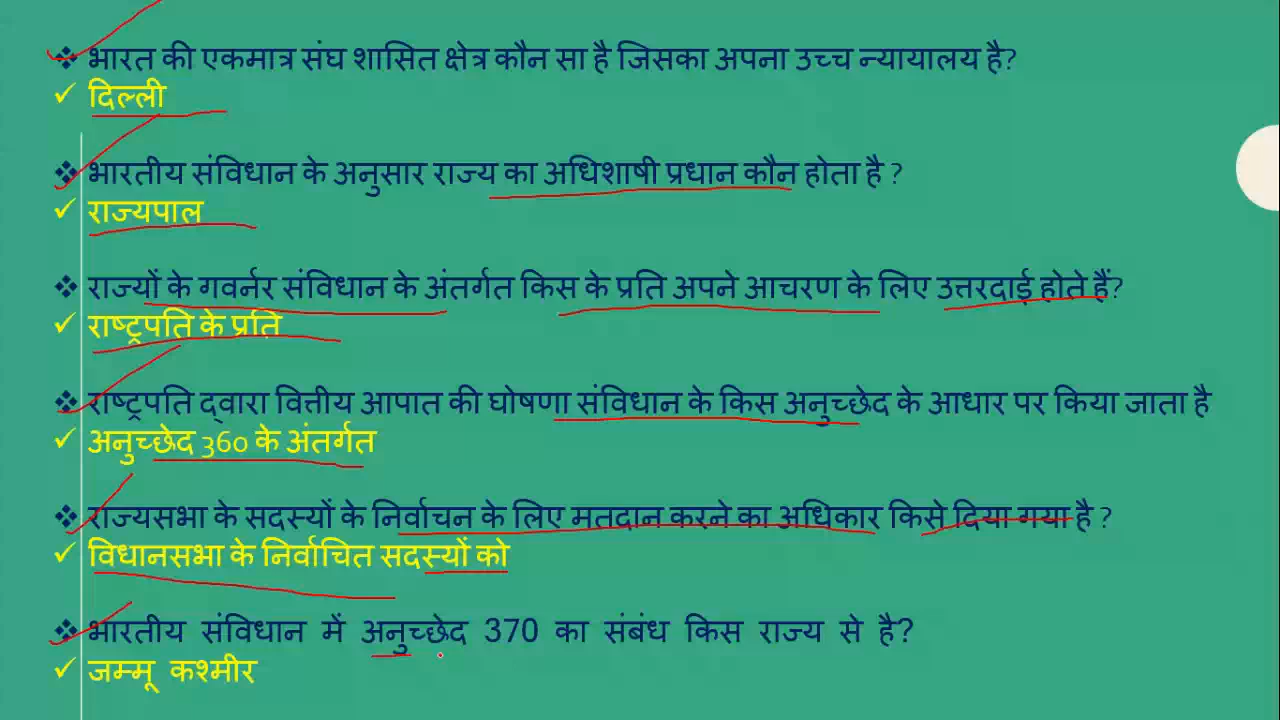 भारत की एकमात्र संघ शासित क्षेत्र कौन सा है जिसका अपना उच्च न्यायालय है?
दिल्ली
भारतीय संविधान के अनुसार राज्य का अधिशाषी प्रधान कौन होता है ?
राज्यपाल
राज्यों के गवर्नर संविधान के अंतर्गत किस के प्रति अपने आचरण के लिए उत्तरदाई होते हैं?
राष्ट्रपति के प्रति
राष्ट्रपति द्वारा वित्तीय आपात की घोषणा संविधान के किस अनुच्छेद के आधार पर किया जाता है
अनुच्छेद 360 के अंतर्गत
राज्यसभा के सदस्यों के निर्वाचन के लिए मतदान करने का अधिकार किसे दिया गया है ?
विधानसभा के निर्वाचित सदस्यों को
भारतीय संविधान में अनुच्छेद 370 का संबंध किस राज्य से है?
जम्मू कश्मीर